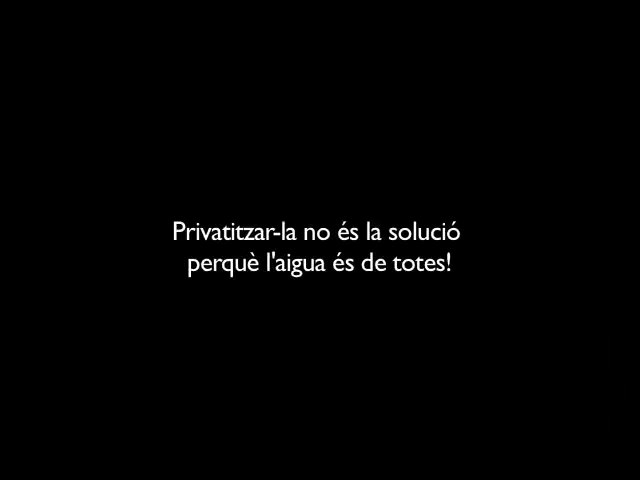 Privatitzar-la no és la solució
perquè l'aigua és de totes!